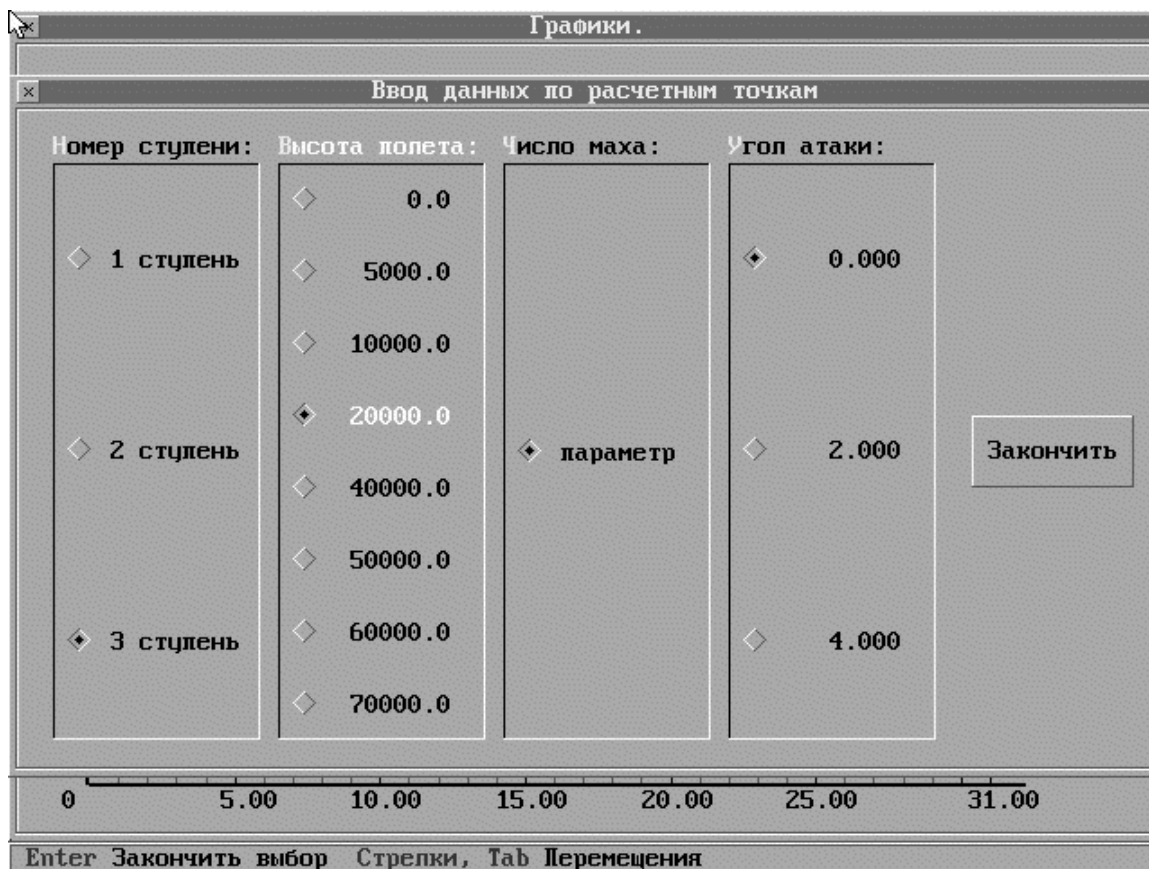 Графики.
Ввод данных по расчетным точкам
Номер ступени: Высота полета: Число маха: Угол атаки:
0.0
1 ступень 0.000
5000.0
10000.0
20000.0
2 ступень параметр 2.000 Закончить
40000.0
50000.0
3 ступень 60000.0 4.000
70000.0
0 5.00 10.00 15.00 20.00 25.00 31.00
Enter Закончить выбор Стрелки, Tab Перемещения